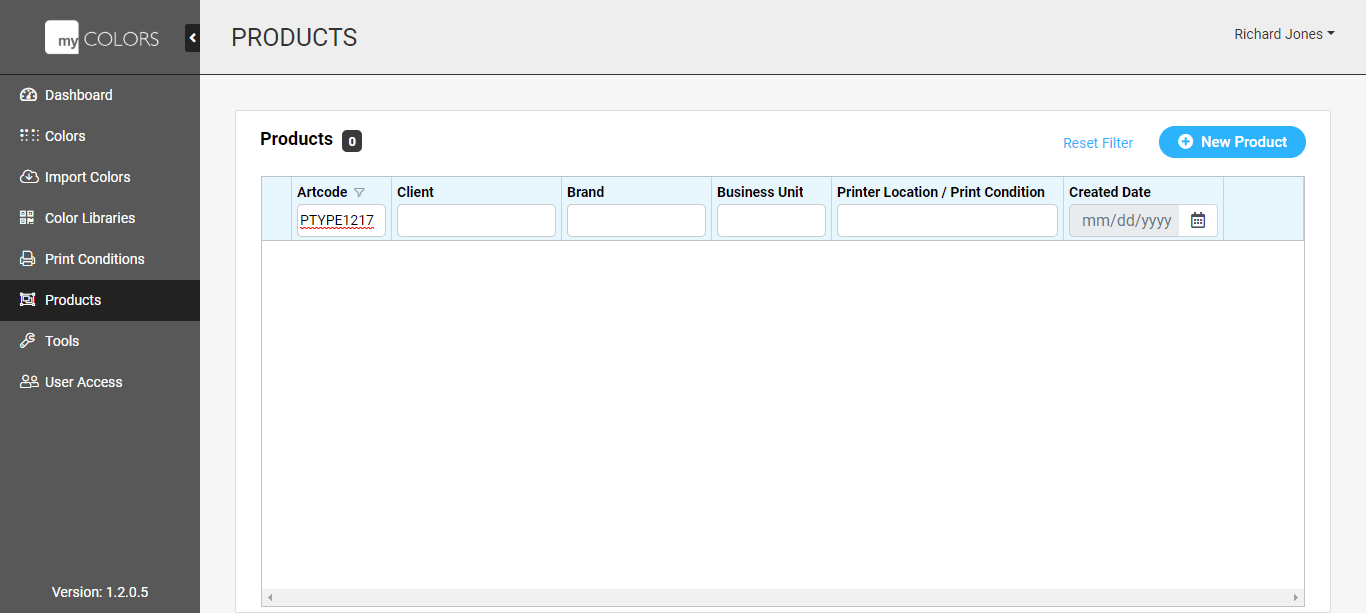 my COLORS
PRODUCTS
Richard Jones
Dashboard
Colors
Import Colors
Color Libraries
Print Conditions
Products
Tools
User Access
Version: 1.2.0.5
Products 0
Reset Filter
New Product
Artcode Client Brand Business Unit Printer Location / Print Condition Created Date
PTYPE1217 mm/dd/yyyy